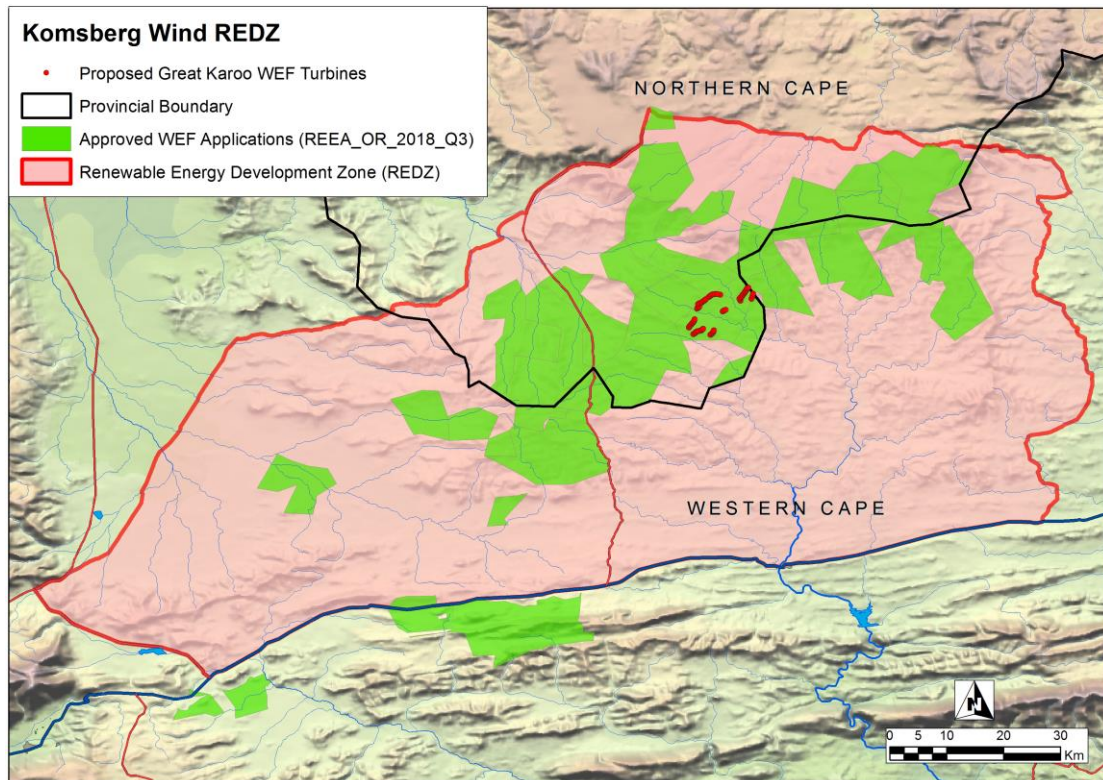 Komsberg Wind REDZ
Proposed Great Karoo WEF Turbines
Provincial Boundary
Approved WEF Applications (REEA_OR_2018_Q3)
Renewable Energy Development Zone (REDZ)
NORTHERN CAPE
WESTERN CAPE
N
0 5 10 20 30
Km